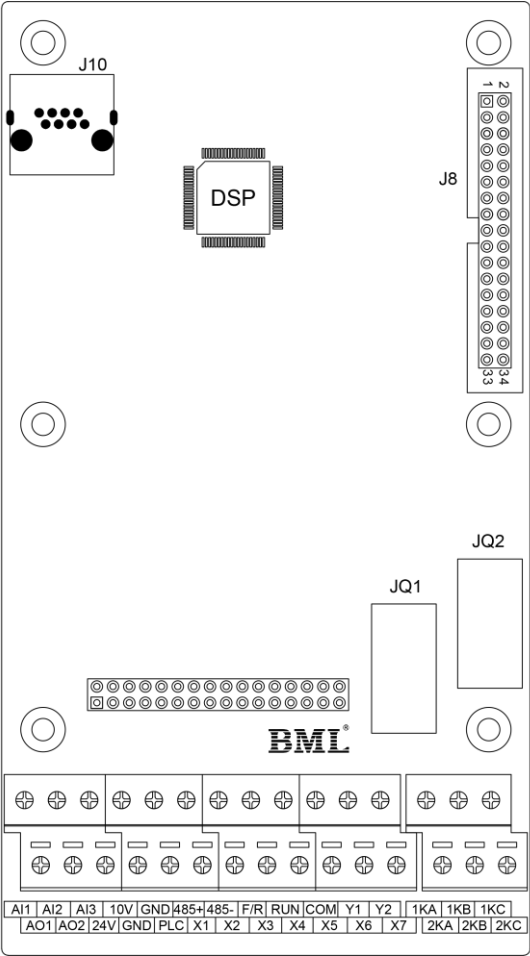 J10
1 2
J8
DSP
33 34
JQ2
JQ1
BML®
AI1 AI2 AI3 10V GND 485+ 485- F/R RUN COM Y1 Y2 1KA 1KB 1KC
AO1 AO2 24V GND PLC X1 X2 X3 X4 X5 X6 X7 2KA 2KB 2KC